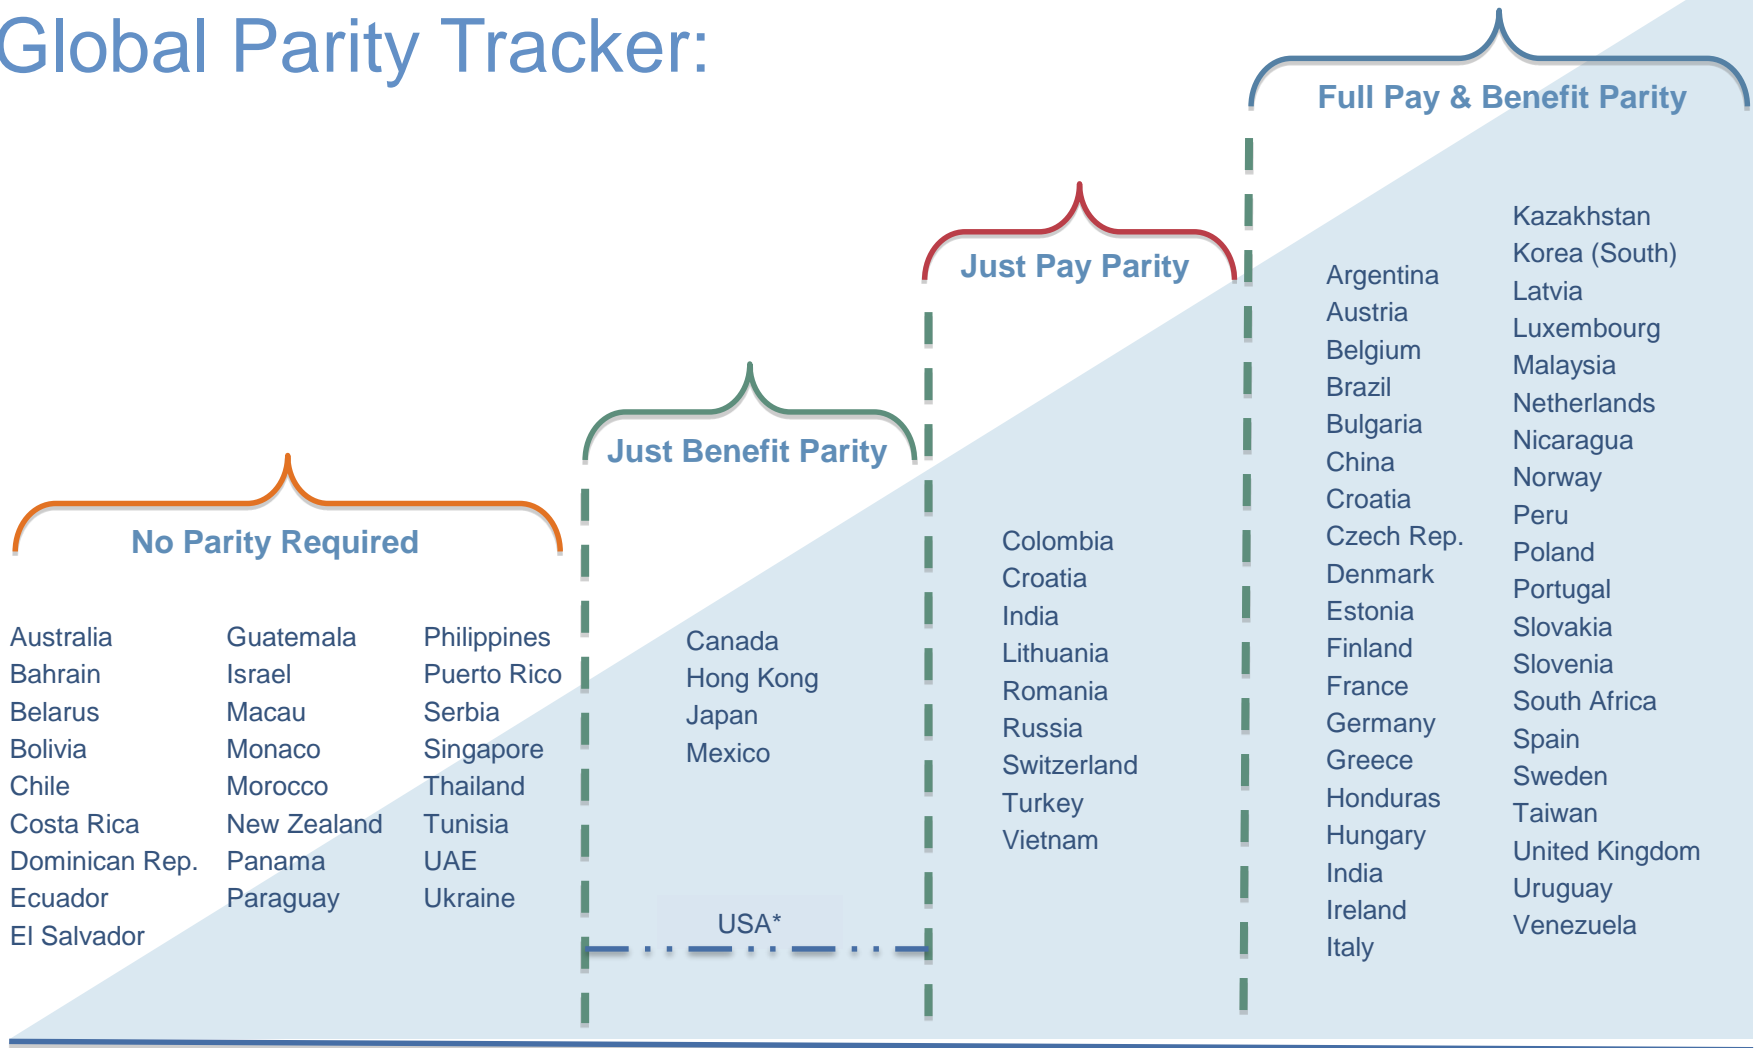 Global Parity Tracker:
No Parity Required
Australia
Bahrain
Belarus
Bolivia
Chile
Costa Rica
Dominican Rep.
Ecuador
El Salvador
Guatemala
Israel
Macau
Monaco
Morocco
New Zealand
Panama
Paraguay
Philippines
Puerto Rico
Serbia
Singapore
Thailand
Tunisia
UAE
Ukraine
Just Benefit Parity
Canada
Hong Kong
Japan
Mexico
USA*
Just Pay Parity
Colombia
Croatia
India
Lithuania
Romania
Russia
Switzerland
Turkey
Vietnam
Full Pay & Benefit Parity
Argentina
Austria
Belgium
Brazil
Bulgaria
China
Croatia
Czech Rep.
Denmark
Estonia
Finland
France
Germany
Greece
Honduras
Hungary
India
Ireland
Italy
Kazakhstan
Korea (South)
Latvia
Luxembourg
Malaysia
Netherlands
Nicaragua
Norway
Peru
Poland
Portugal
Slovakia
Slovenia
South Africa
Spain
Sweden
Taiwan
United Kingdom
Uruguay
Venezuela